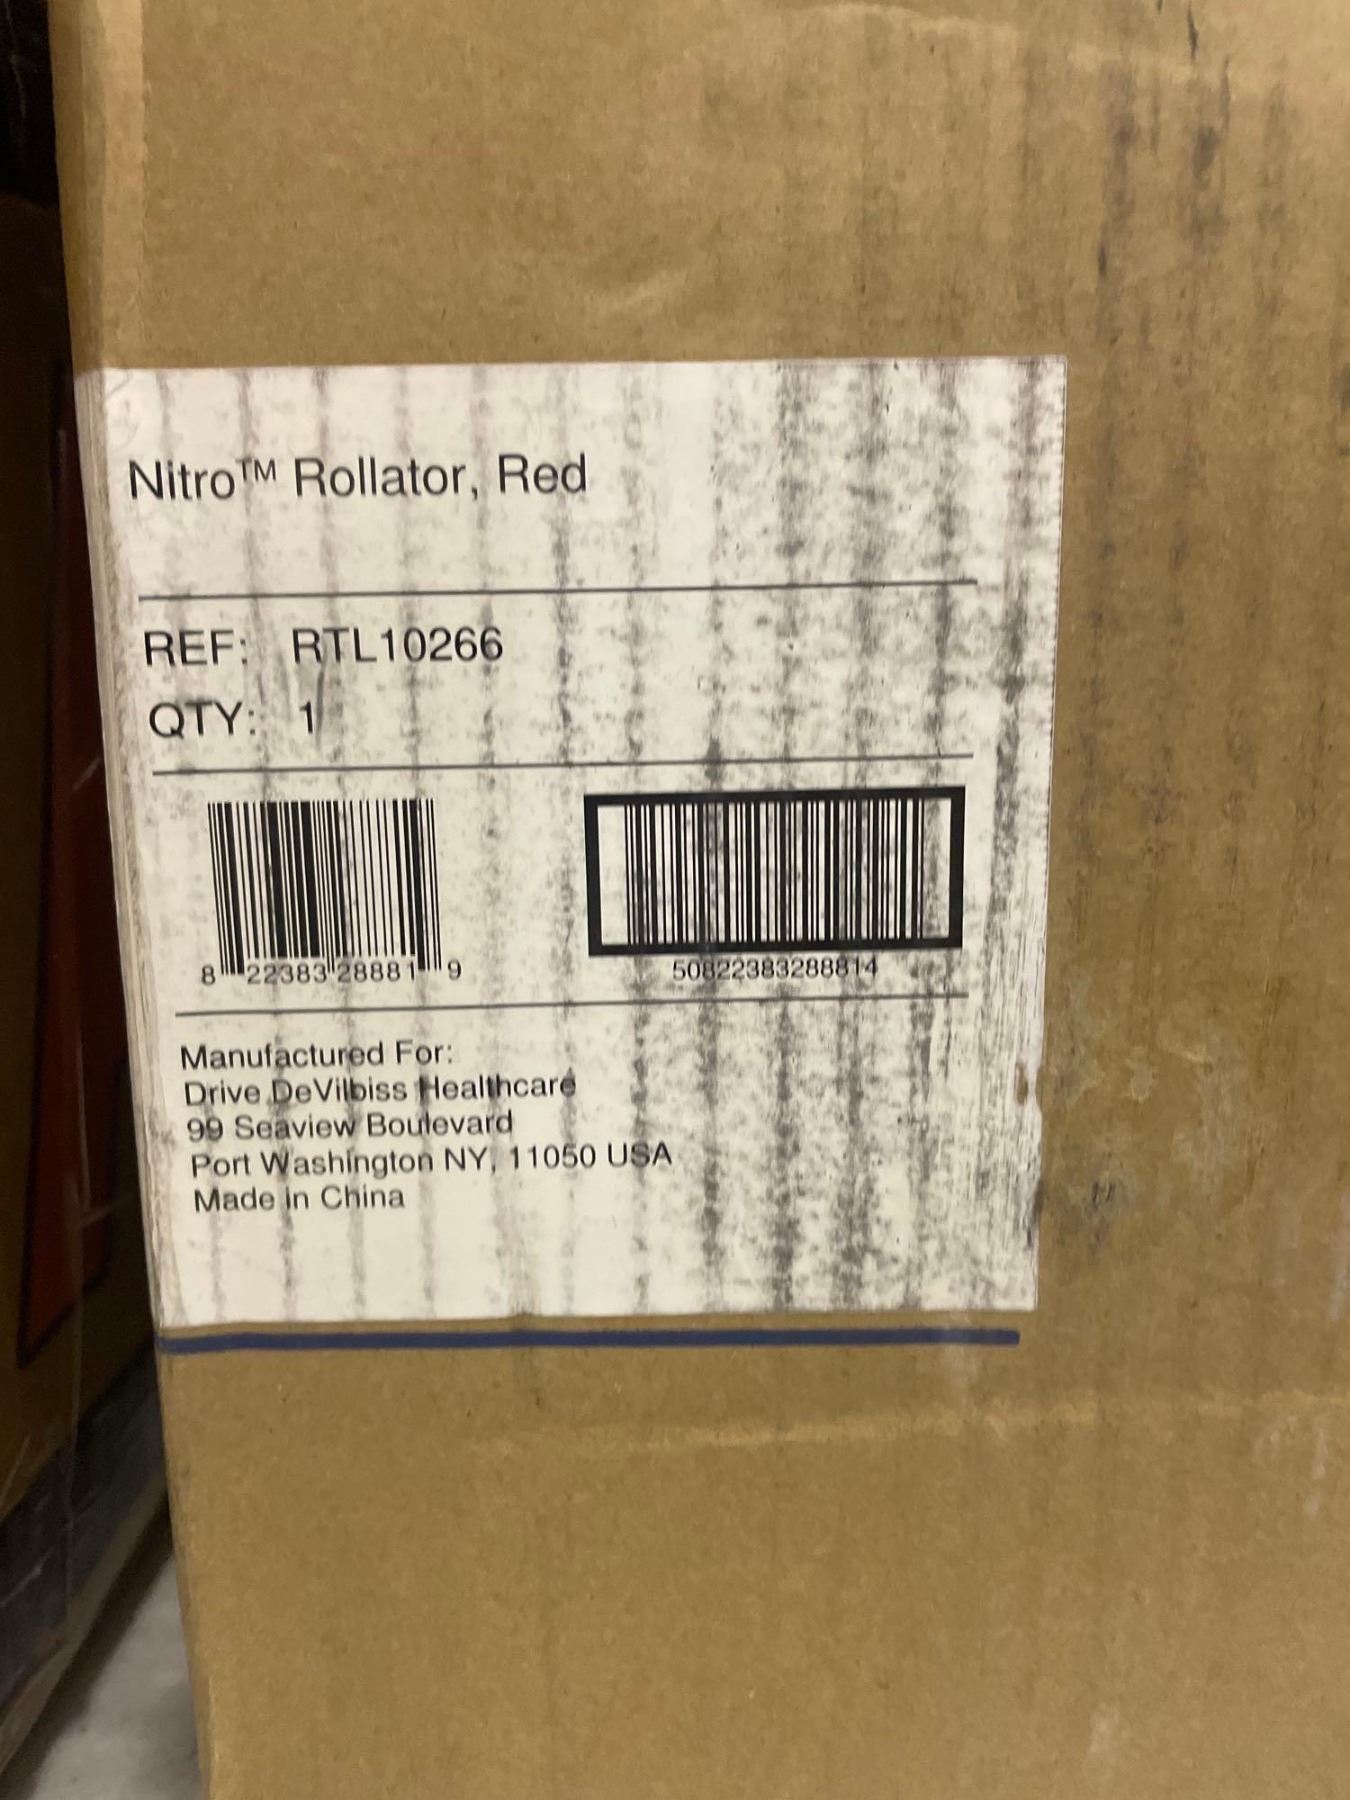 Nitro™ Rollator, Red
REF: RTL10266
QTY: 1
8 22383 28881 9
50822383288814
Manufactured For:
Drive DeVilbiss Healthcare
99 Seaview Boulevard
Port Washington NY, 11050 USA
Made in China